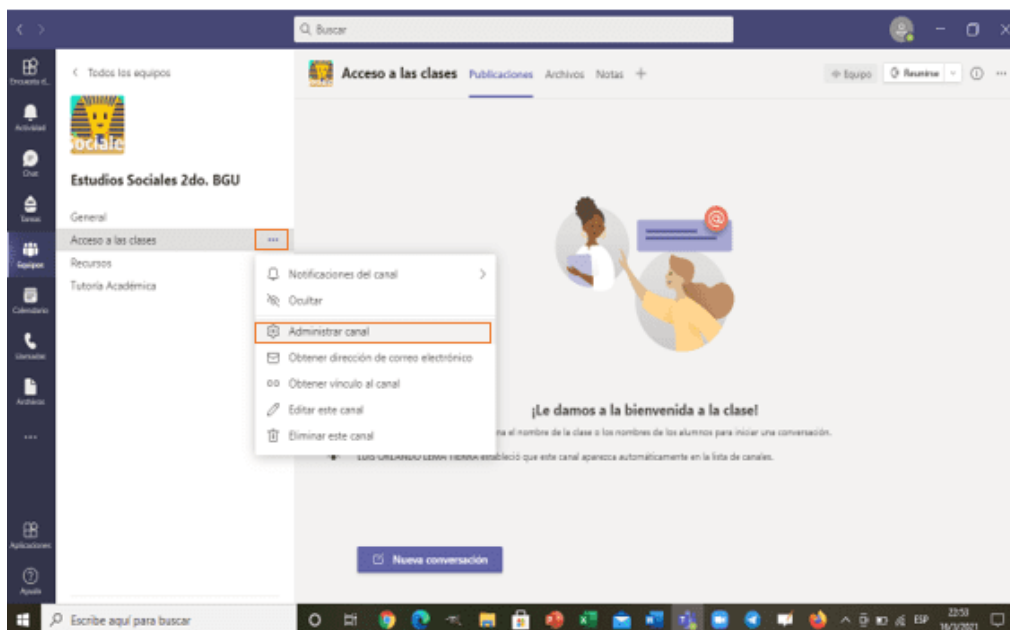 Buscar
Actividad
Chat
Tareas
Equipos
Calendario
Llamadas
Archivos
Aplicaciones
Ayuda
Todos los equipos
Sociale
Estudios Sociales 2do. BGU
General
Acceso a las clases
Recursos
Tutoría Académica
Acceso a las clases Publicaciones Archivos Notas +
Equipo Reunirse
Notificaciones del canal
Ocultar
Administrar canal
Obtener dirección de correo electrónico
Obtener vínculo al canal
Editar este canal
Eliminar este canal
¡Le damos a la bienvenida a la clase!
el nombre de la clase o los nombres de los alumnos para iniciar una conversación.
LUIS ORLANDO LEMA TIERRA estableció que este canal aparezca automáticamente en la lista de canales.
Nueva conversación
Escribe aquí para buscar
ESP
22:53
16/3/2021